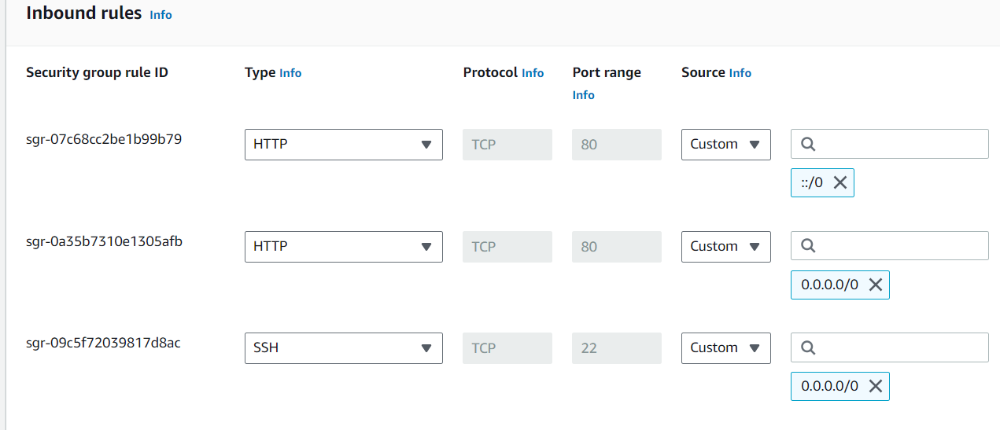 Inbound rules Info
Security group rule ID Type Info Protocol Info Port range Info Source Info
sgr-07c68cc2be1b99b79 HTTP TCP 80 Custom
::/0
sgr-0a35b7310e1305afb HTTP TCP 80 Custom
0.0.0.0/0
sgr-09c5f72039817d8ac SSH TCP 22 Custom
0.0.0.0/0